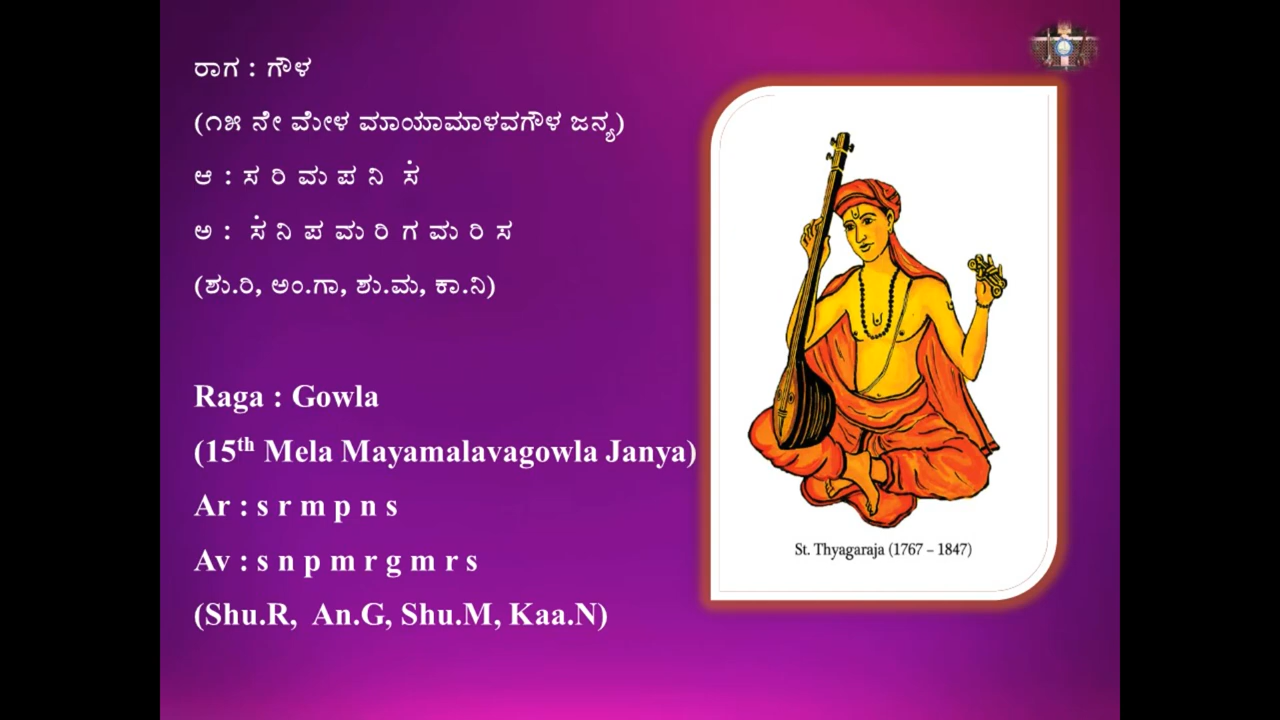 ರಾಗ : ಗೌಳ
(೧೫ ನೇ ಮೇಳ ಮಾಯಾಮಾಳವಗೌಳ ಜನ್ಯ)
ಆ : ಸ ರಿ ಮ ಪ ನಿ ಸ̇
ಅ : ಸ̇ ನಿ ಪ ಮ ರಿ ಗ ಮ ರಿ ಸ
(ಶು.ರಿ, ಅಂ.ಗಾ, ಶು.ಮ, ಕಾ.ನಿ)
Raga : Gowla
(15th Mela Mayamalavagowla Janya)
Ar : s r m p n s
Av : s n p m r g m r s
(Shu.R, An.G, Shu.M, Kaa.N)
St. Thyagaraja (1767 – 1847)